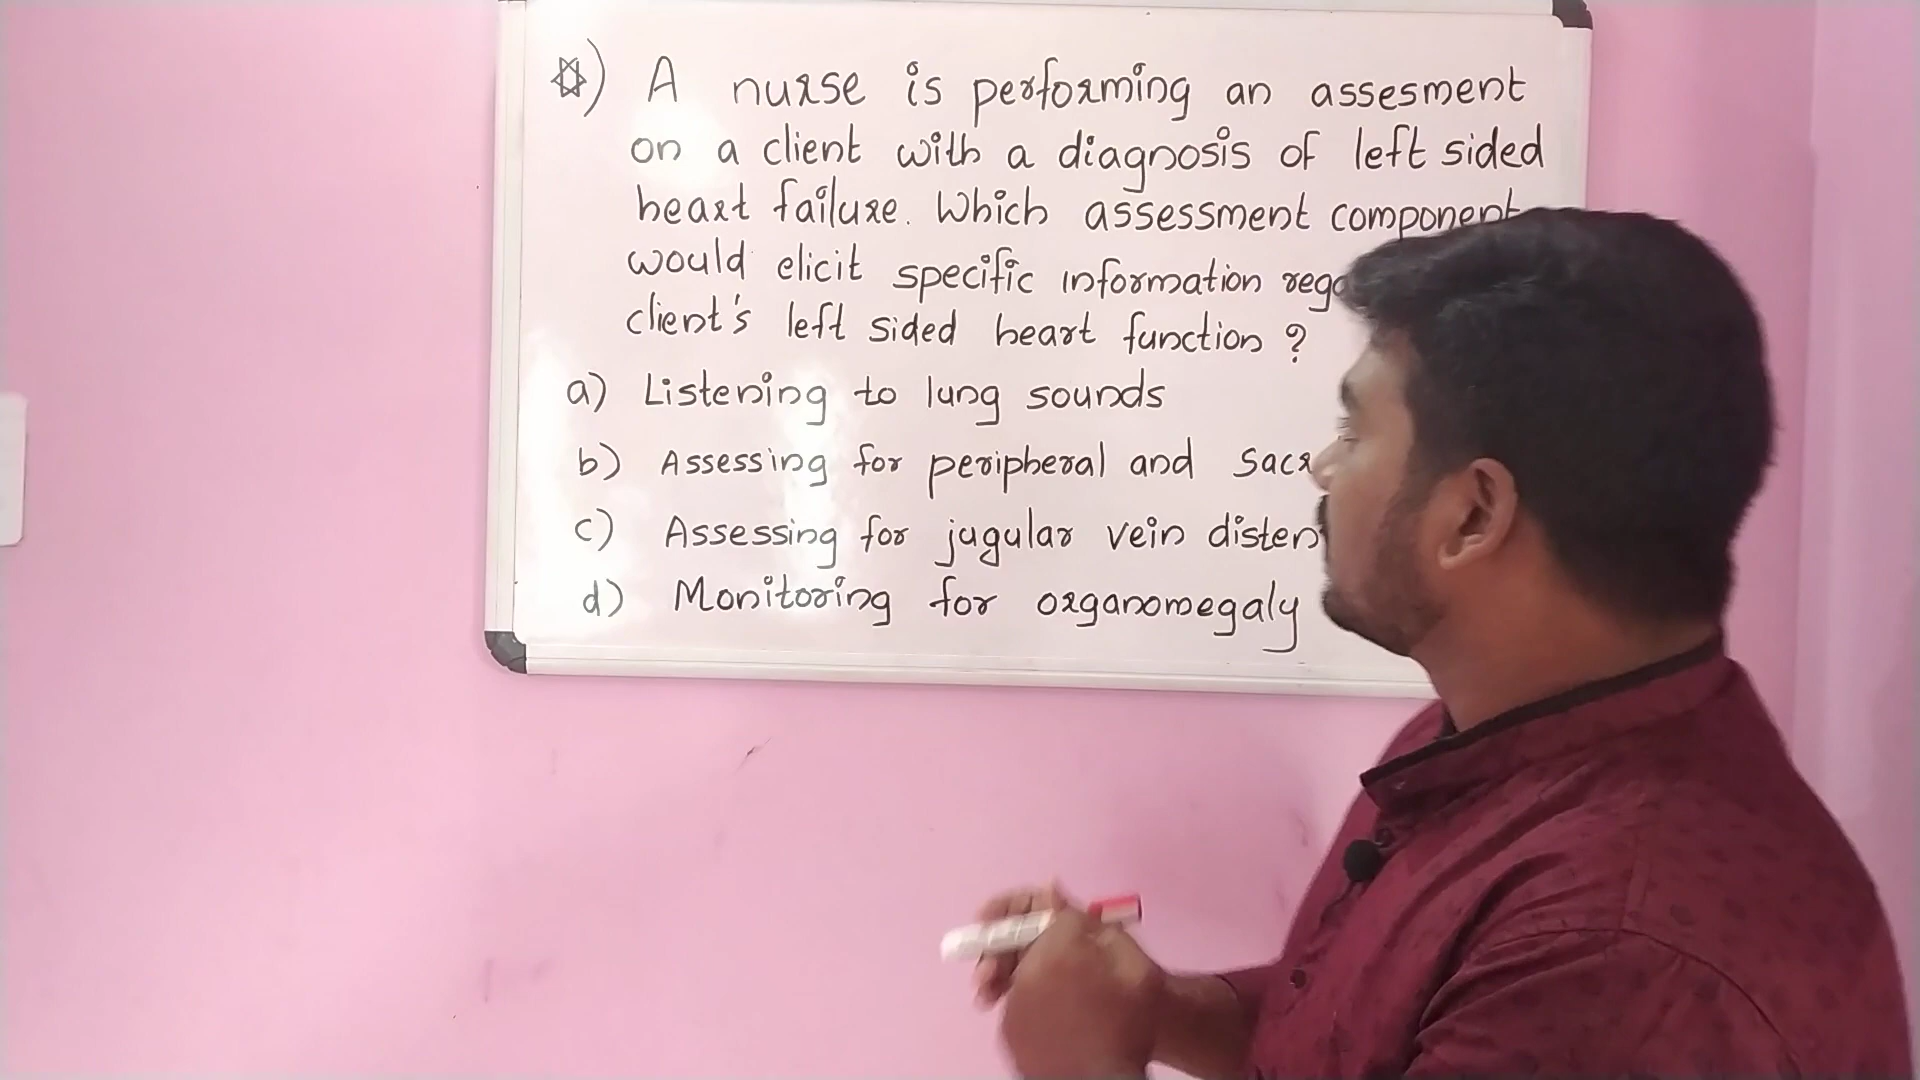 A nurse is performing an assesment
on a client with a diagnosis of left sided
heart failure. Which assessment component
would elicit specific information
client's left sided heart function ?
a) Listening to lung sounds
b) Assessing for peripheral and
c) Assessing for jugular vein
d) Monitoring for organomegaly